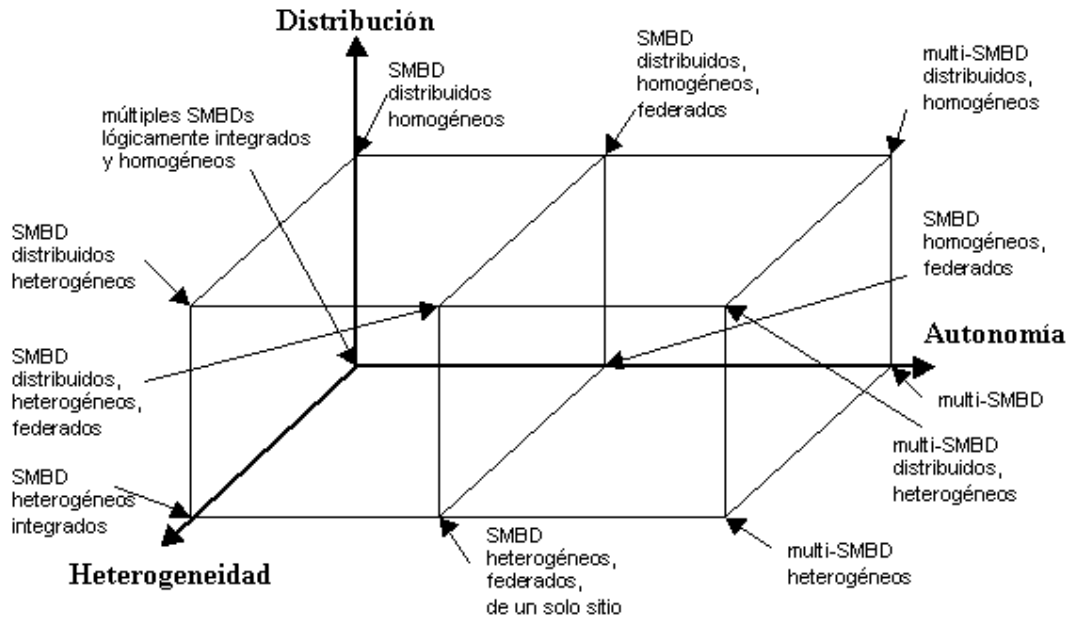 Distribución
SMBD
distribuidos
homogéneos
SMBD
distribuidos,
homogéneos,
federados
multi-SMBD
distribuidos,
homogéneos
múltiples SMBDs
lógicamente integrados
y homogéneos
SMBD
distribuidos
heterogéneos
SMBD
homogéneos,
federados
Autonomía
SMBD
distribuidos,
heterogéneos,
federados
multi-SMBD
multi-SMBD
distribuidos,
heterogéneos
SMBD
heterogéneos
integrados
Heterogeneidad
SMBD
heterogéneos,
federados,
de un solo sitio
multi-SMBD
heterogéneos